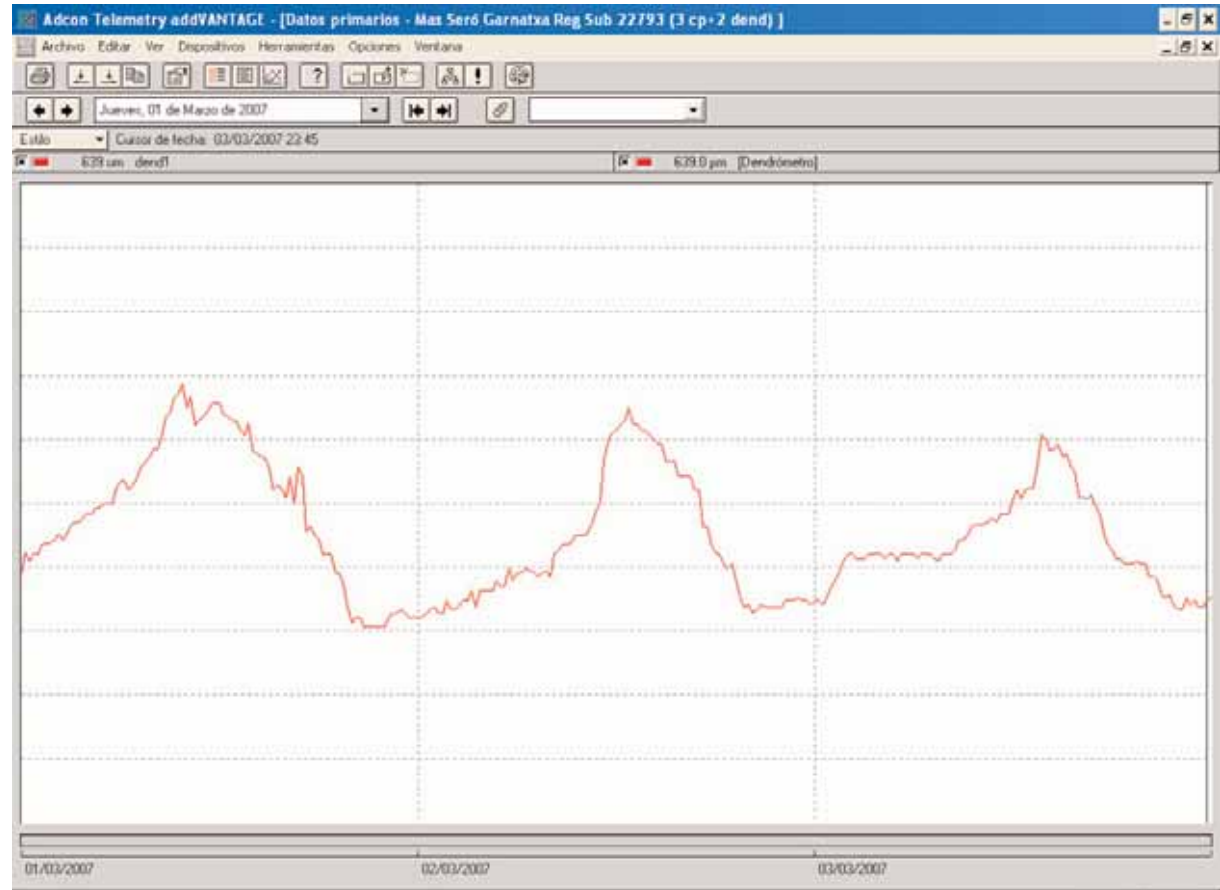 Adcon Telemetry addVANTAGE - [Datos primarios - Mas Seró Garnatxa Reg Sub 22793 (3 cp+2 dend) ]
Archivo Editar Ver Dispositivos Herramientas Opciones Ventana
Jueves, 01 de Marzo de 2007
Estilo Cursor de fecha: 03/03/2007 23:45
639 um dend1 639.0 µm [Dendrómetro]
01/03/2007 02/03/2007 03/03/2007